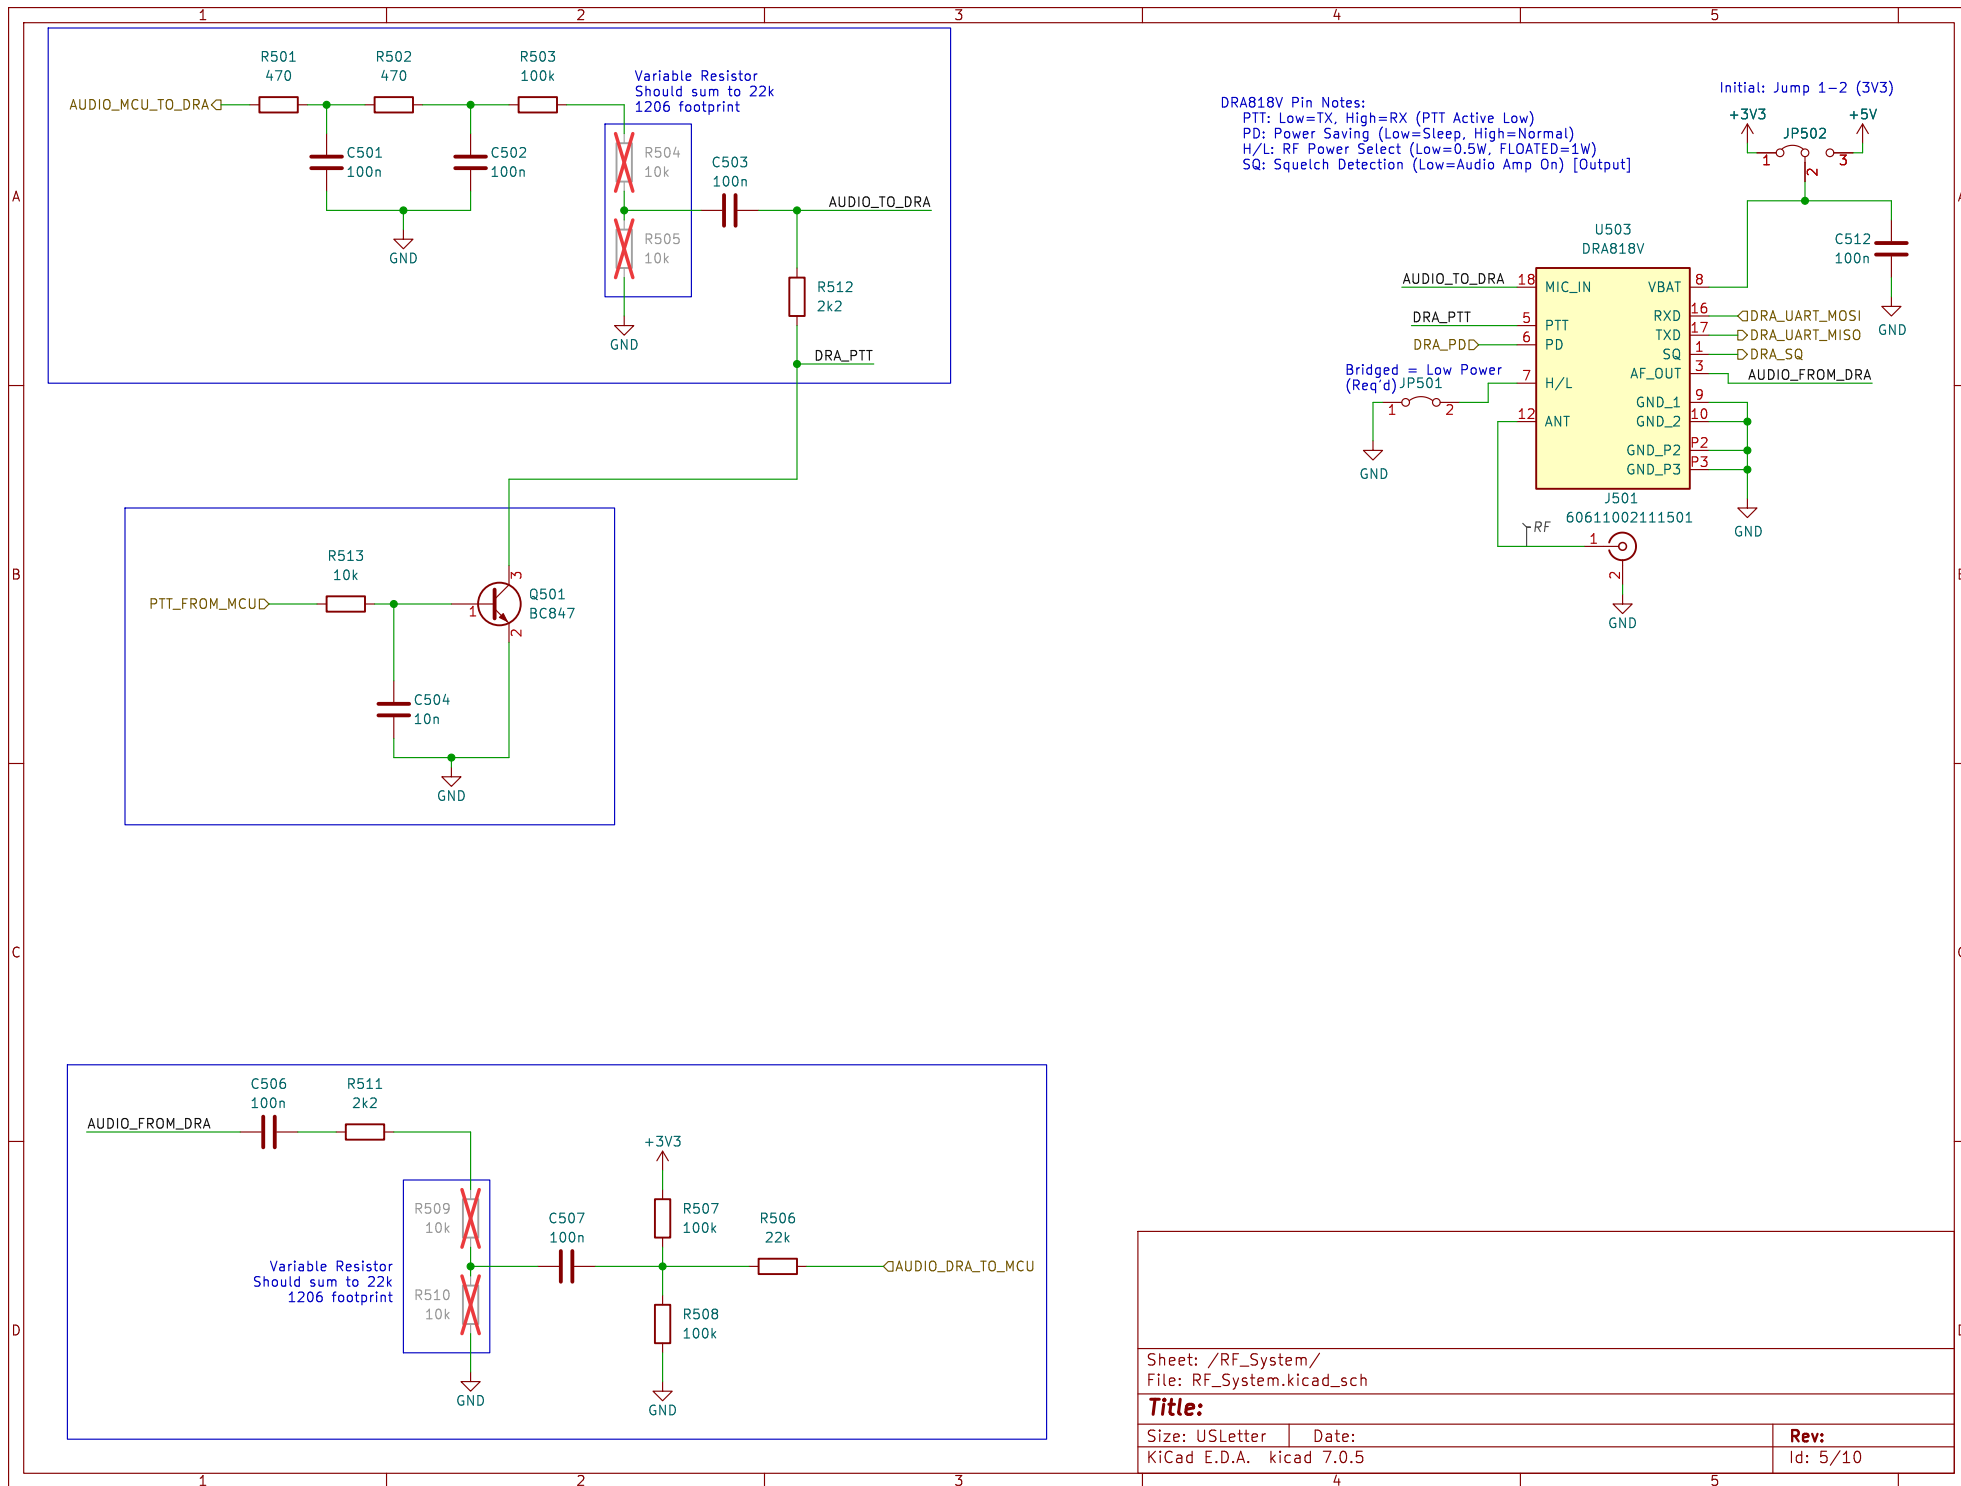 1 2 3 4 5
A
B
C
D
R501
470
R502
470
R503
100k
Variable Resistor
Should sum to 22k
1206 footprint
AUDIO_MCU_TO_DRA
C501
100n
C502
100n
R504
10k
C503
100n
AUDIO_TO_DRA
R505
10k
GND
R512
2k2
GND
DRA_PTT
R513
10k
PTT_FROM_MCU
1
3
2
Q501
BC847
C504
10n
GND
DRA818V Pin Notes:
PTT: Low=TX, High=RX (PTT Active Low)
PD: Power Saving (Low=Sleep, High=Normal)
H/L: RF Power Select (Low=0.5W, FLOATED=1W)
SQ: Squelch Detection (Low=Audio Amp On) [Output]
Initial: Jump 1-2 (3V3)
+3V3
+5V
JP502
1
2
3
U503
DRA818V
C512
100n
GND
AUDIO_TO_DRA
18
MIC_IN
VBAT
8
DRA_PTT
5
PTT
RXD
16
DRA_UART_MOSI
DRA_PD
6
PD
TXD
17
DRA_UART_MISO
SQ
1
DRA_SQ
Bridged = Low Power
(Req'd)
JP501
1
2
7
H/L
AF_OUT
3
AUDIO_FROM_DRA
12
ANT
GND_1
9
GND_2
10
GND_P2
P2
GND_P3
P3
GND
GND
J501
60611002111501
RF
1
2
GND
C506
100n
R511
2k2
AUDIO_FROM_DRA
+3V3
R509
10k
C507
100n
R507
100k
R506
22k
AUDIO_DRA_TO_MCU
Variable Resistor
Should sum to 22k
1206 footprint
R510
10k
R508
100k
GND
GND
Sheet: /RF_System/
File: RF_System.kicad_sch
Title:
Size: USLetter
Date:
Rev:
KiCad E.D.A. kicad 7.0.5
Id: 5/10
1 2 3 4 5